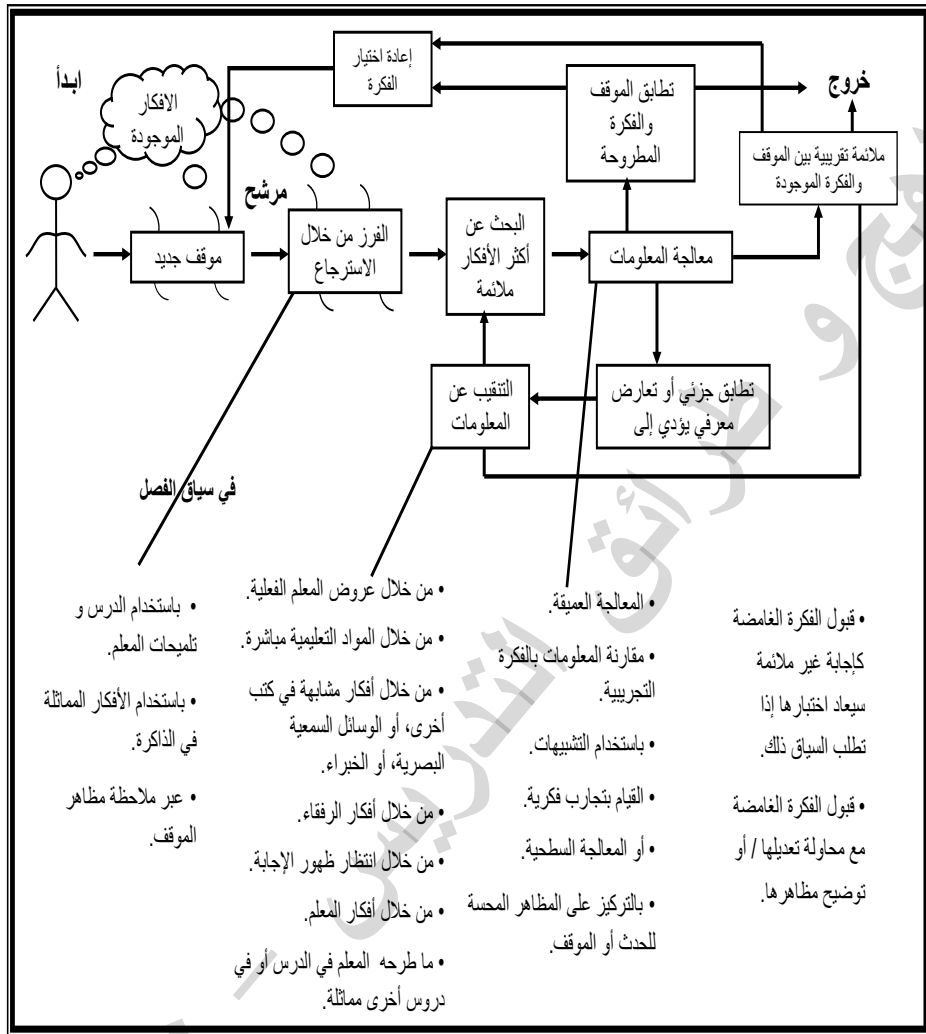 ابدأ
الافكار
الموجودة
مرشح
موقف جديد
الفرز من خلال
الاسترجاع
البحث عن
أكثر الأفكار
ملائمة
معالجة المعلومات
إعادة اختيار
الفكرة
تطابق الموقف
والفكرة
المطروحة
خروج
ملائمة تقريبية بين الموقف
والفكرة الموجودة
تطابق جزئي أو تعارض
معرفي يؤدي إلى
التنقيب عن
المعلومات
في سياق الفصل
• باستخدام الدرس و
تلميحات المعلم.
• باستخدام الأفكار المماثلة
في الذاكرة.
• عبر ملاحظة مظاهر
الموقف.
• من خلال عروض المعلم الفعلية.
• من خلال المواد التعليمية مباشرة.
• من خلال أفكار مشابهة في كتب
أخرى، أو الوسائل السمعية
البصرية، أو الخبراء.
• من خلال أفكار الرفقاء.
• من خلال انتظار ظهور الإجابة.
• من خلال أفكار المعلم.
• ما طرحه المعلم في الدرس أو في
دروس أخرى مماثلة.
• المعالجة العميقة.
• مقارنة المعلومات بالفكرة
التجريبية.
• باستخدام التشبيهات.
• القيام بتجارب فكرية.
• أو المعالجة السطحية.
• بالتركيز على المظاهر المحسة
للحدث أو الموقف.
• قبول الفكرة الغامضة
كإجابة غير ملائمة
سيعاد اختبارها إذا
تطلب السياق ذلك.
• قبول الفكرة الغامضة
مع محاولة تعديلها / أو
توضيح مظاهرها.
و طرائق التدريس –